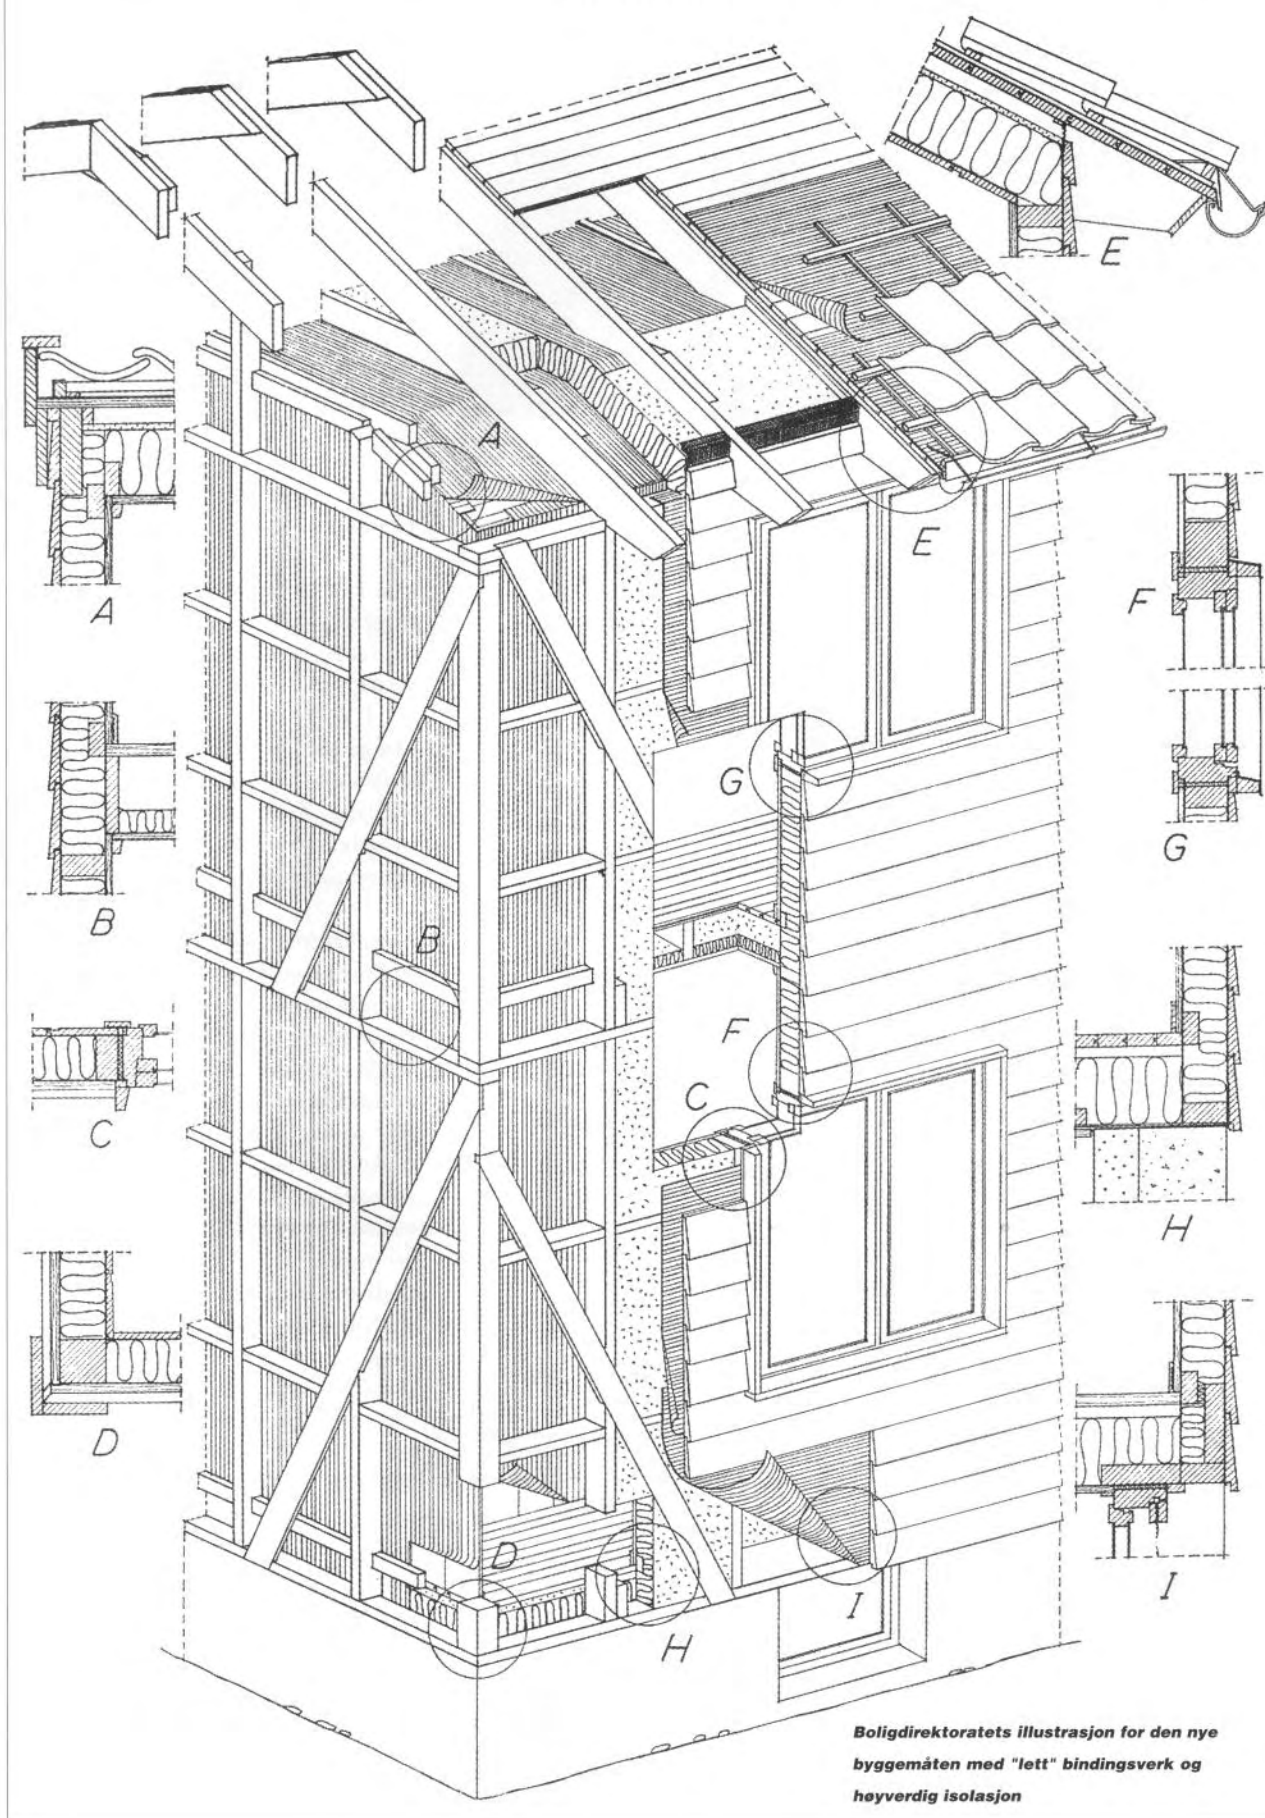 E
A
A
E
F
G
G
B
B
F
C
C
H
D
D
I
I
H
Boligdirektoratets illustrasjon for den nye
byggemåten med "lett" bindingsverk og
høyverdig isolasjon